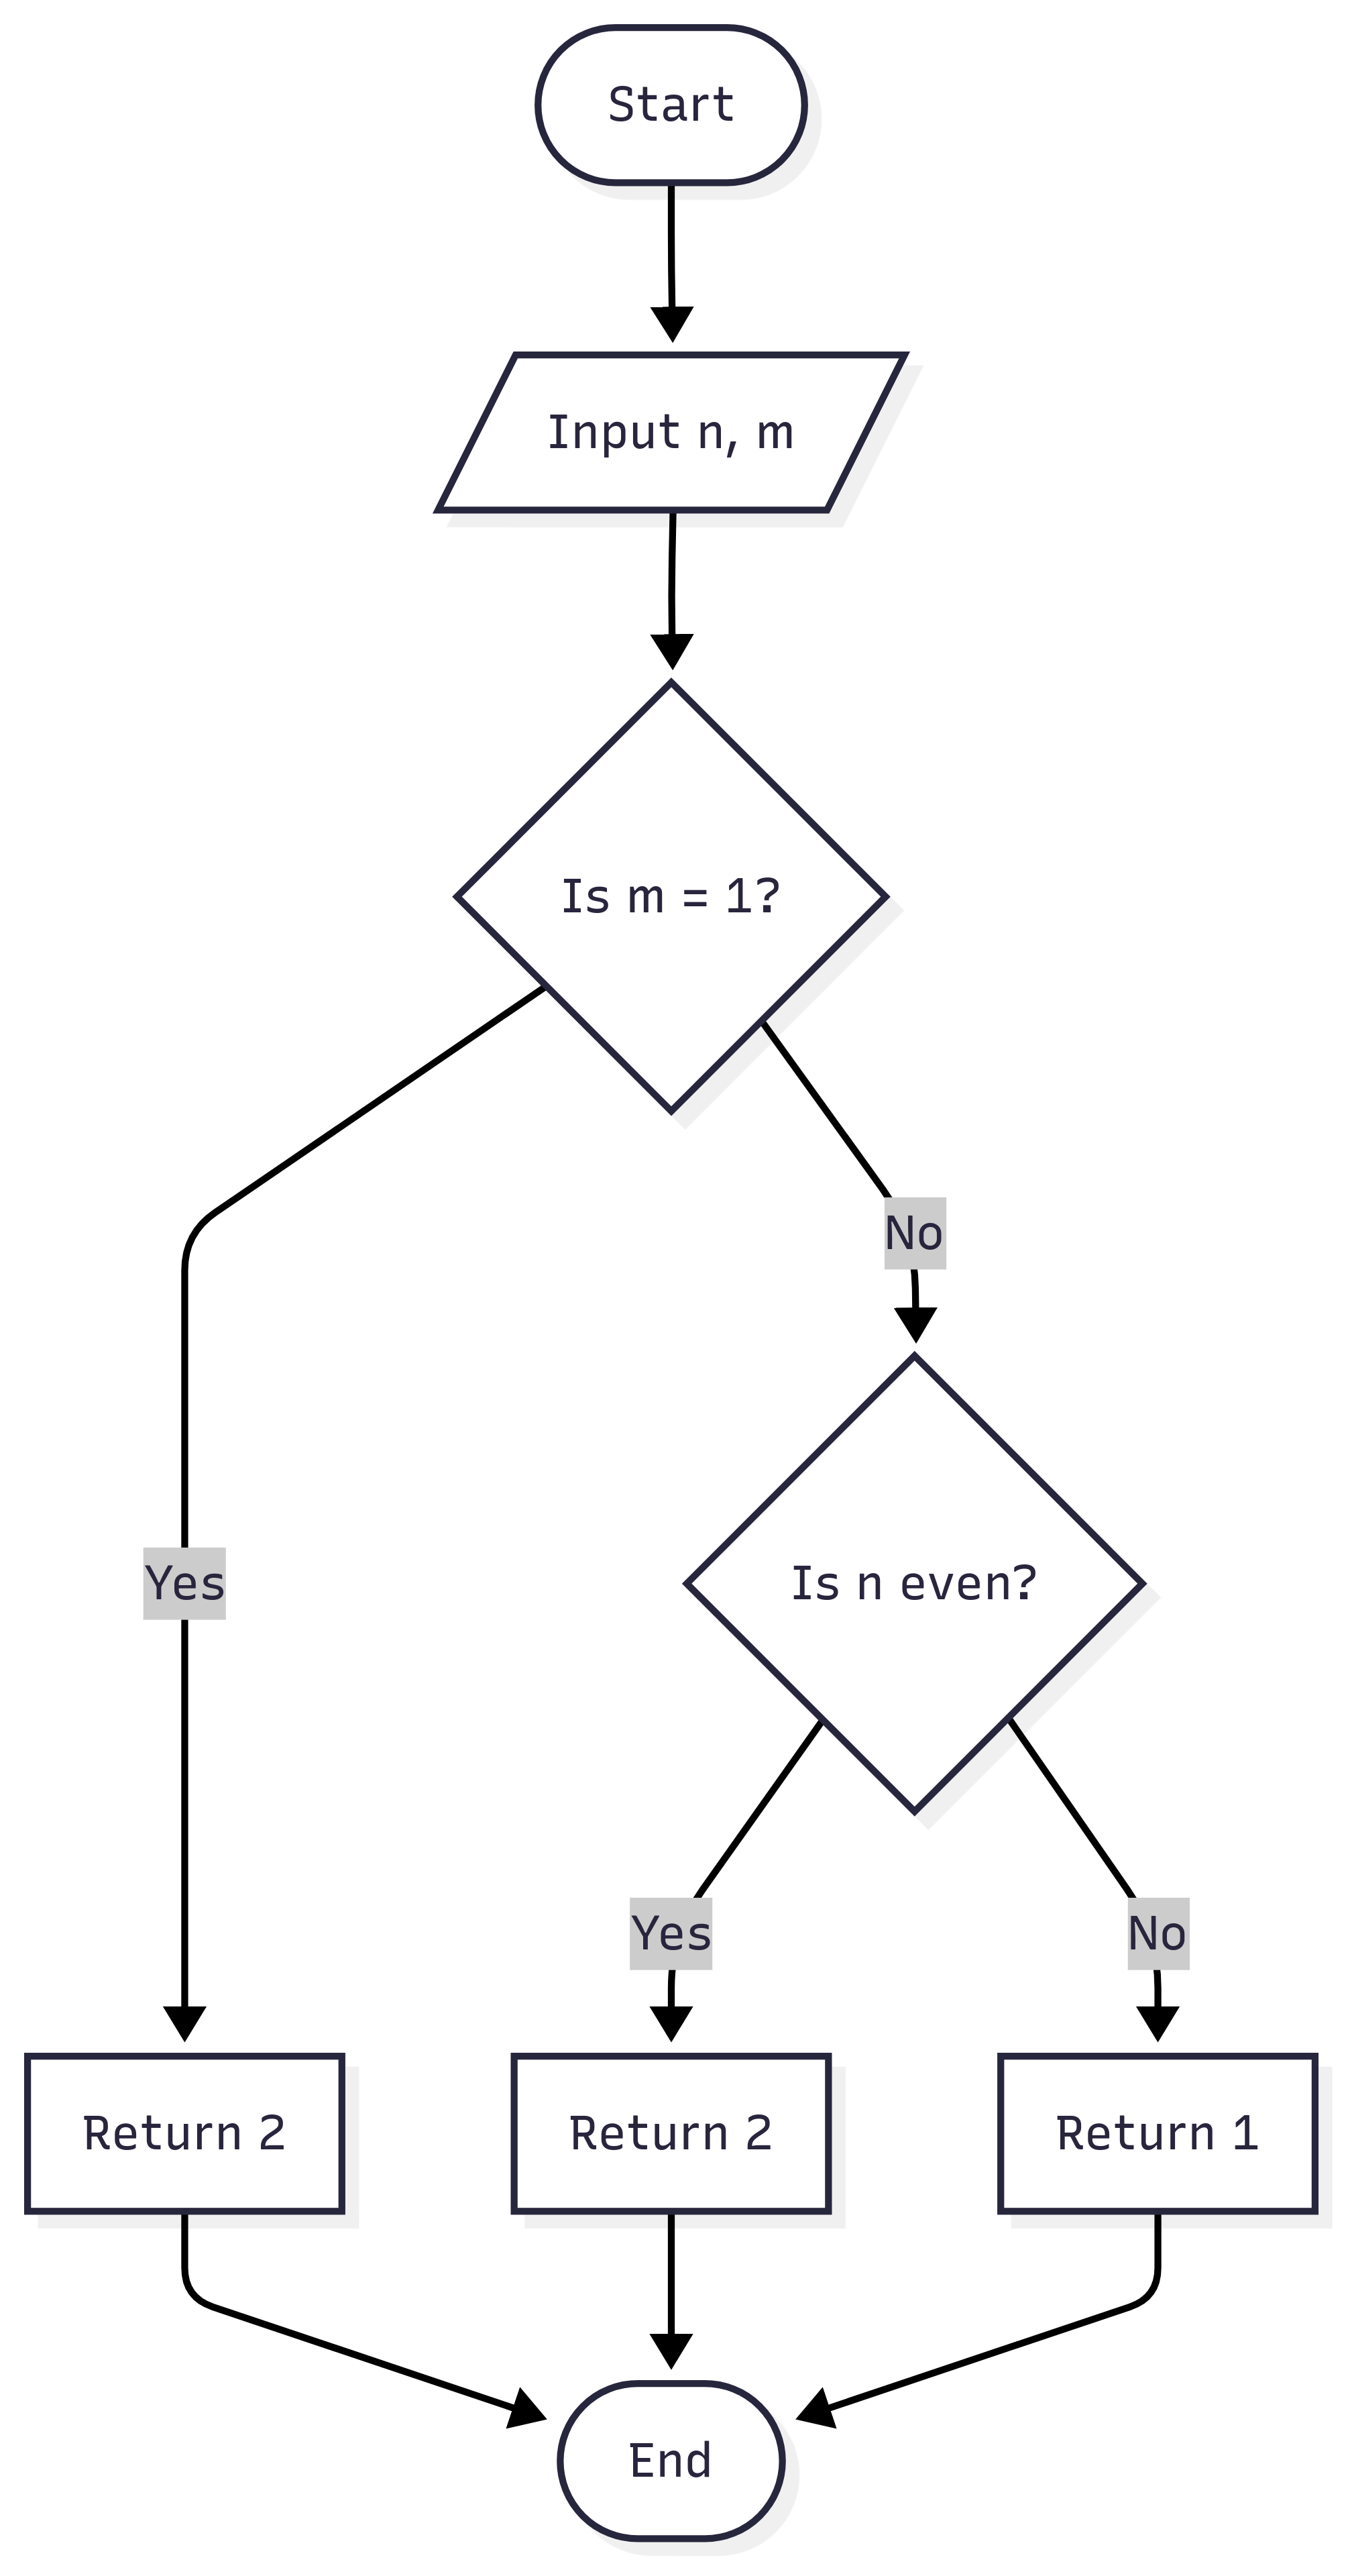 Start
Input n, m
Is m = 1?
No
Yes
Is n even?
Yes
No
Return 2
Return 2
Return 1
End